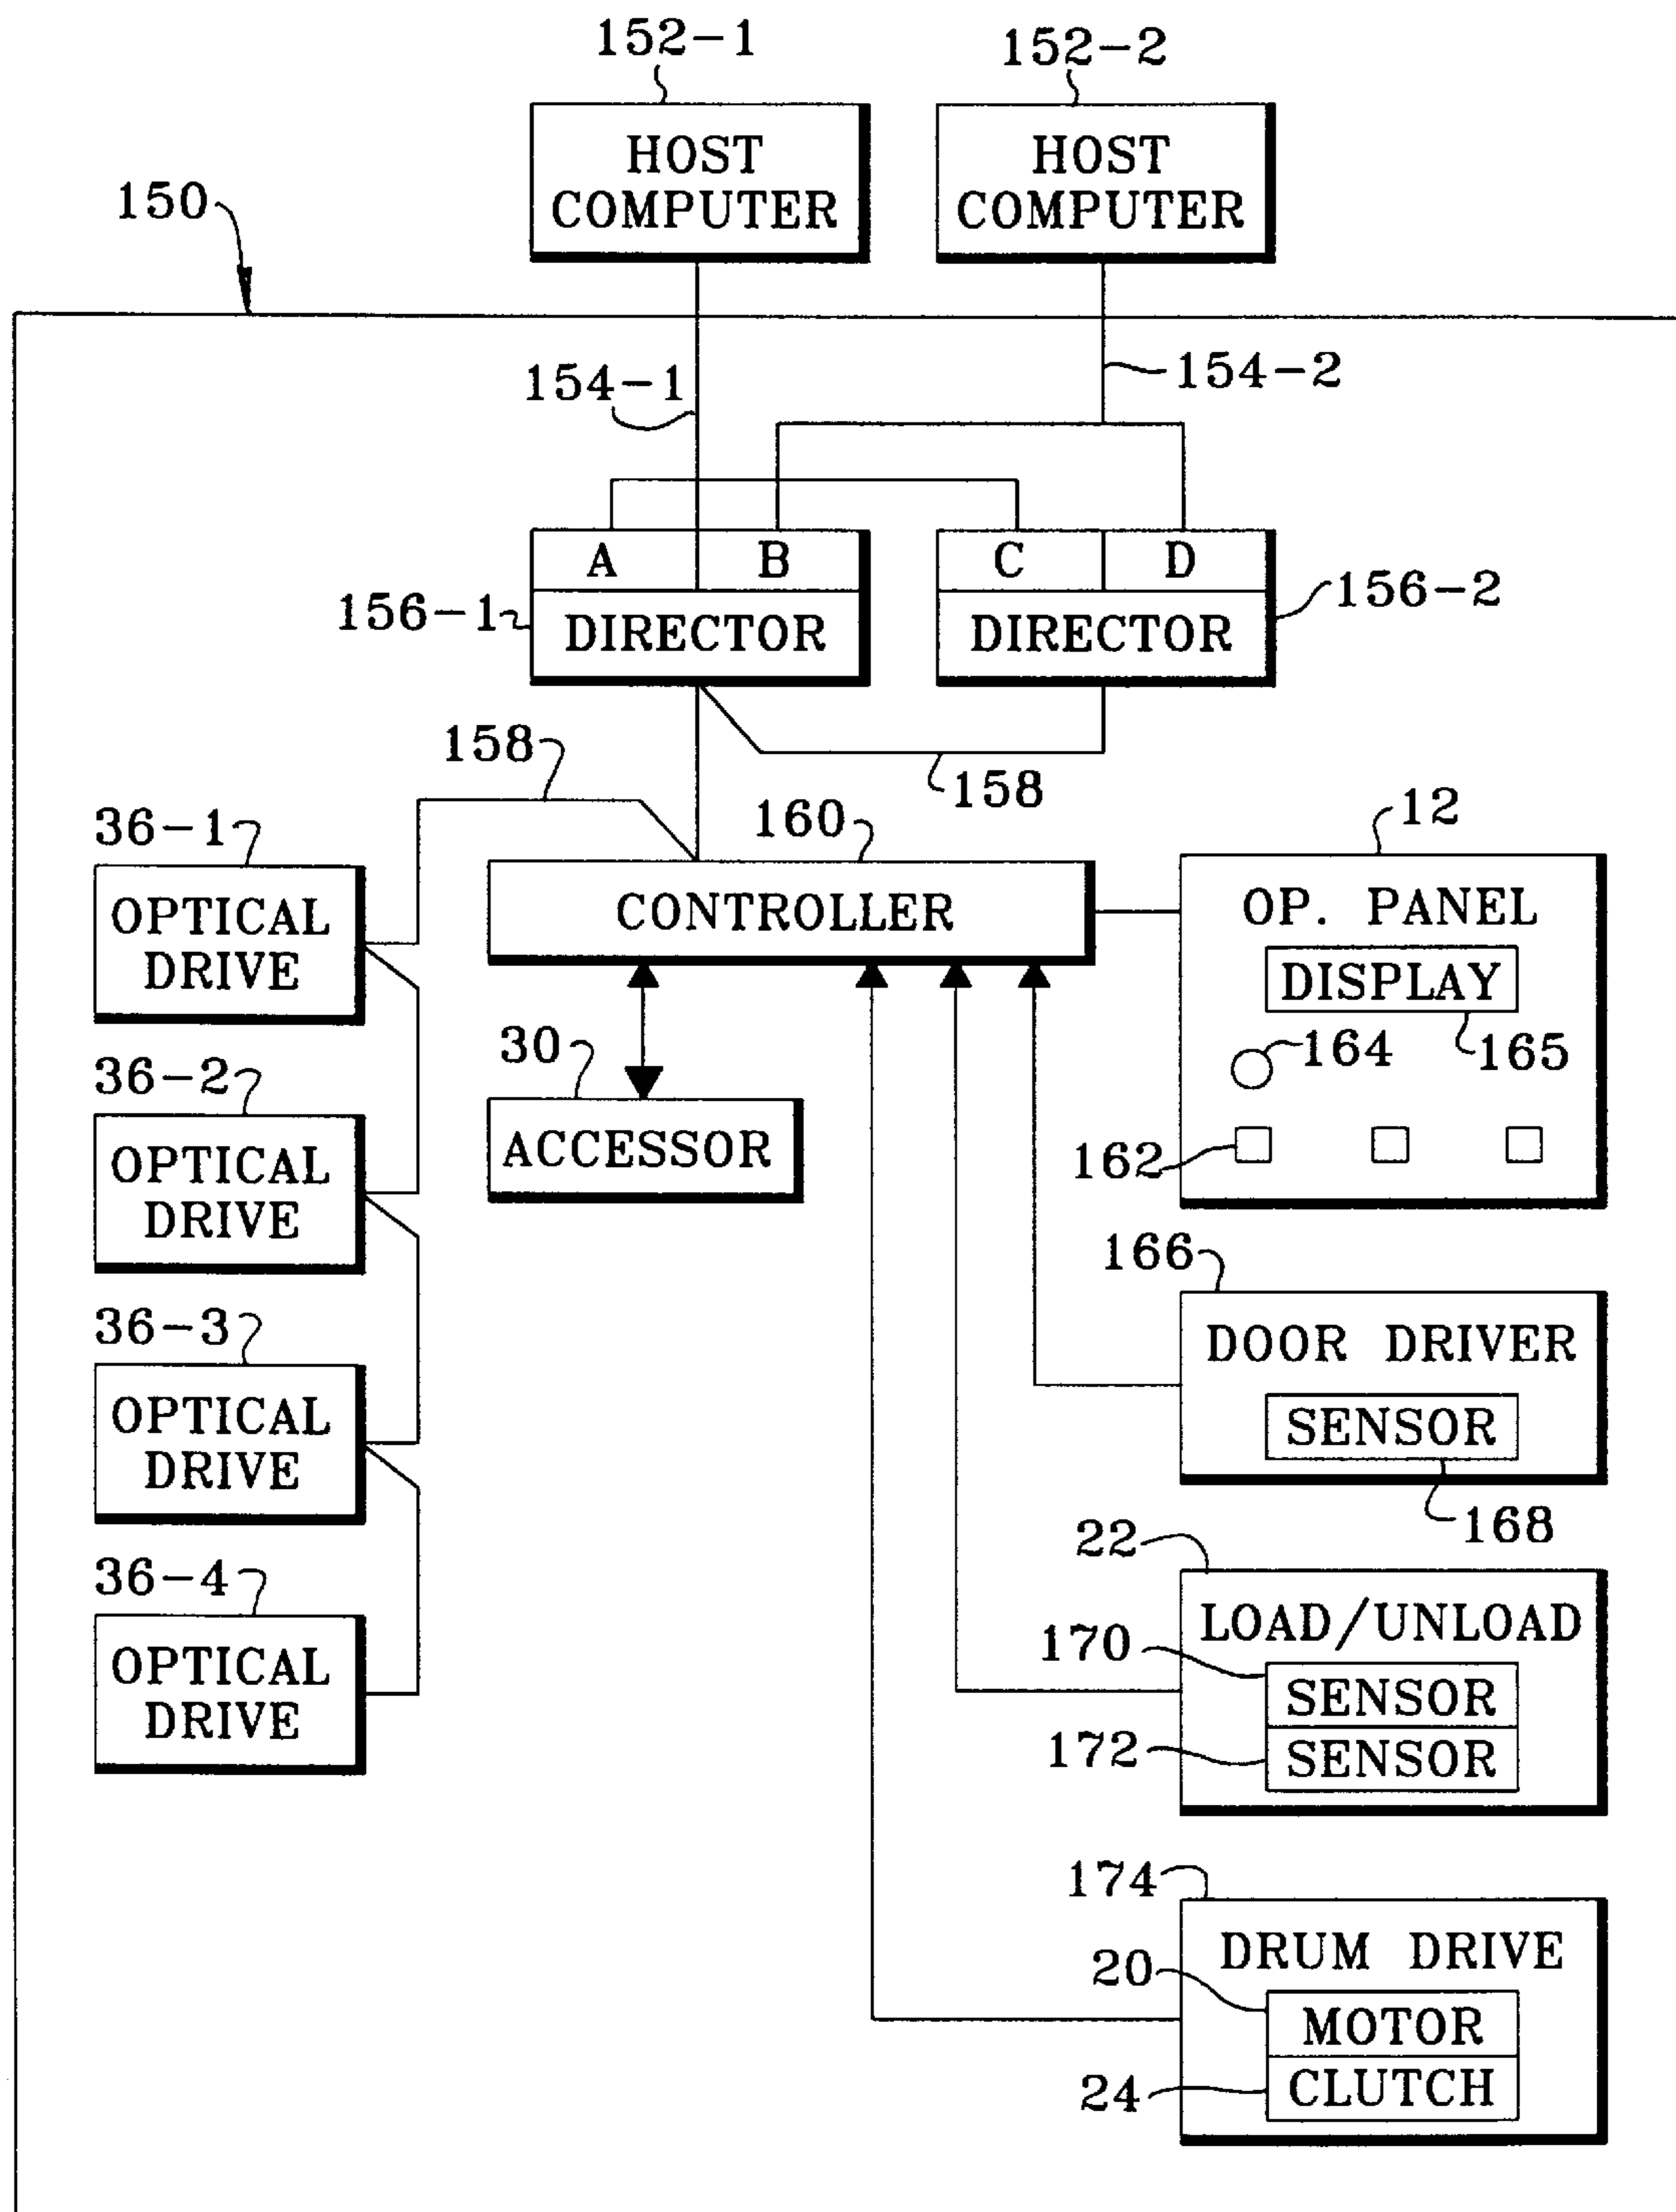 152-1
152-2
HOST
COMPUTER
HOST
COMPUTER
150
154-1
154-2
A
B
C
D
156-1
DIRECTOR
DIRECTOR
156-2
158
158
160
12
36-1
OPTICAL
DRIVE
CONTROLLER
OP. PANEL
DISPLAY
164
165
162
30
ACCESSOR
36-2
OPTICAL
DRIVE
166
DOOR DRIVER
SENSOR
168
36-3
OPTICAL
DRIVE
22
LOAD/UNLOAD
170
SENSOR
172
SENSOR
36-4
OPTICAL
DRIVE
174
DRUM DRIVE
20
MOTOR
24
CLUTCH